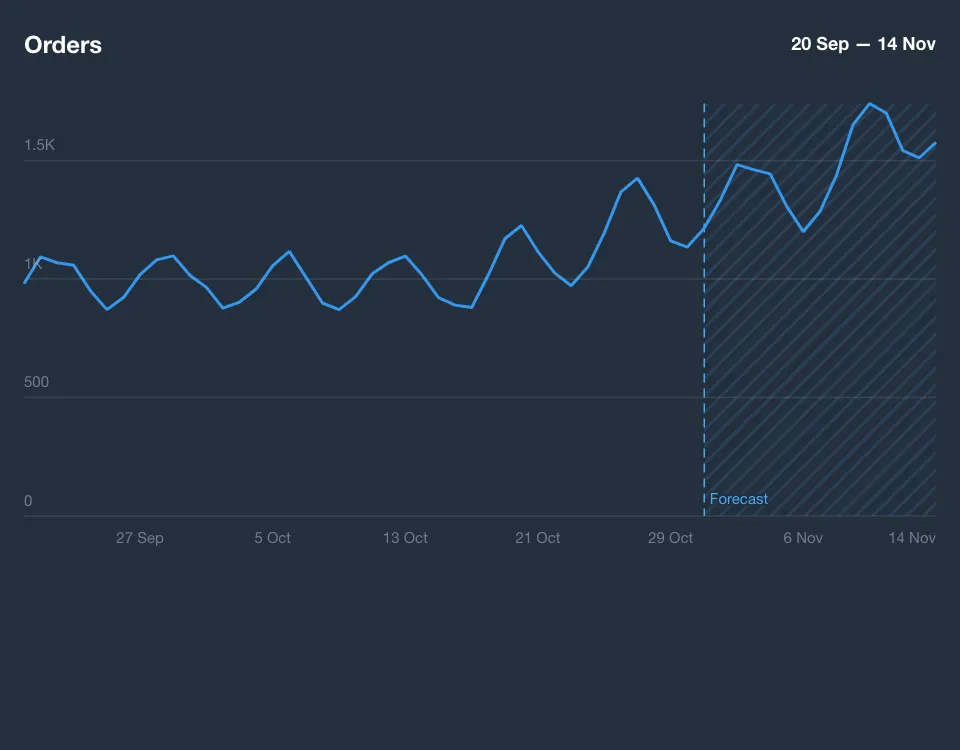 Orders
20 Sep — 14 Nov
1.5K
1K
500
0
Forecast
27 Sep 5 Oct 13 Oct 21 Oct 29 Oct 6 Nov 14 Nov